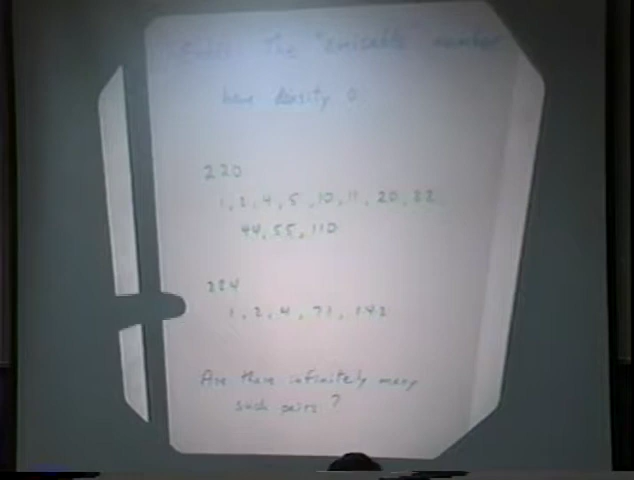 The "amicable" number
have density 0
220
1, 2, 4, 5, 10, 11, 20, 22,
44, 55, 110
284
1, 2, 4, 71, 142
Are there infinitely many
such pairs?